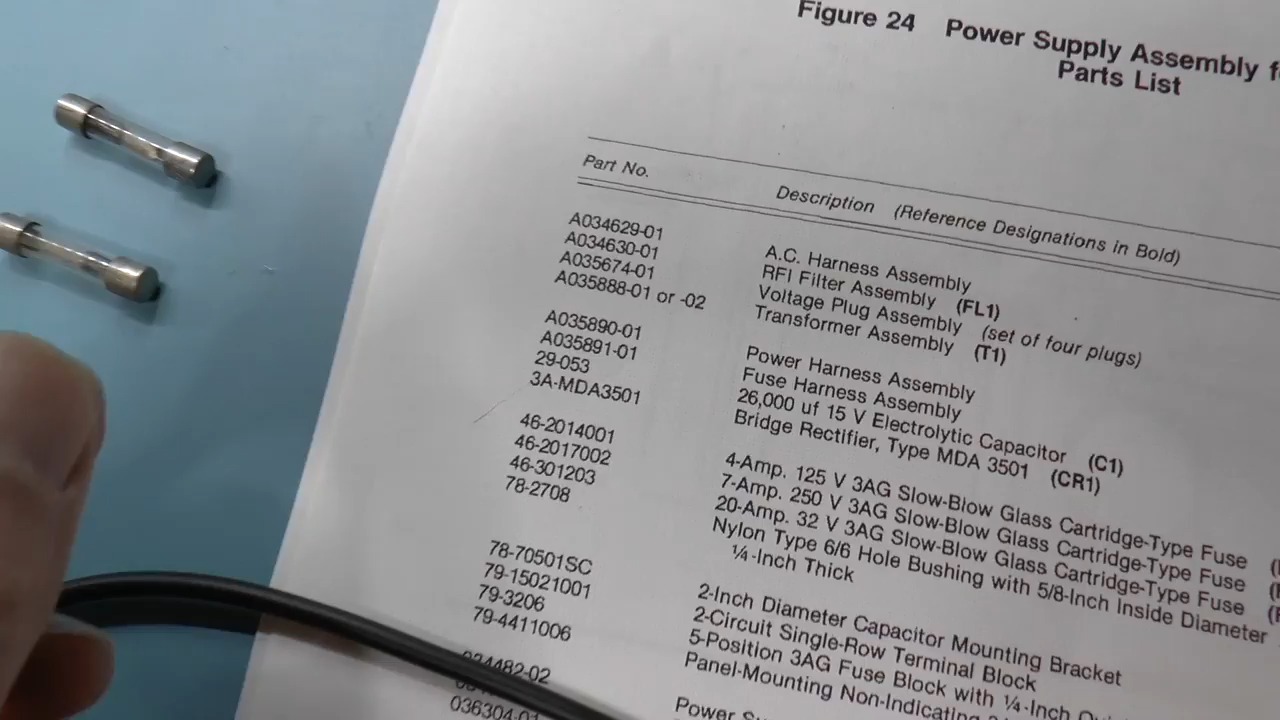 Figure 24 Power Supply Assembly
Parts List
Part No. Description (Reference Designations in Bold)
A034629-01 A.C. Harness Assembly
A034630-01 RFI Filter Assembly (FL1)
A035674-01 Voltage Plug Assembly (set of four plugs)
A035888-01 or -02 Transformer Assembly (T1)
A035890-01 Power Harness Assembly
A035891-01 Fuse Harness Assembly
29-053 26,000 uf 15 V Electrolytic Capacitor (C1)
3A-MDA3501 Bridge Rectifier, Type MDA 3501 (CR1)
46-2014001 4-Amp. 125 V 3AG Slow-Blow Glass Cartridge-Type Fuse
46-2017002 7-Amp. 250 V 3AG Slow-Blow Glass Cartridge-Type Fuse
46-301203 20-Amp. 32 V 3AG Slow-Blow Glass Cartridge-Type Fuse
78-2708 Nylon Type 6/6 Hole Bushing with 5/8-Inch Inside Diameter
¼-Inch Thick
78-70501SC 2-Inch Diameter Capacitor Mounting Bracket
79-15021001 2-Circuit Single-Row Terminal Block
79-3206 5-Position 3AG Fuse Block with ¼-Inch
79-4411006 Panel-Mounting Non-Indicating
034482-02 Power